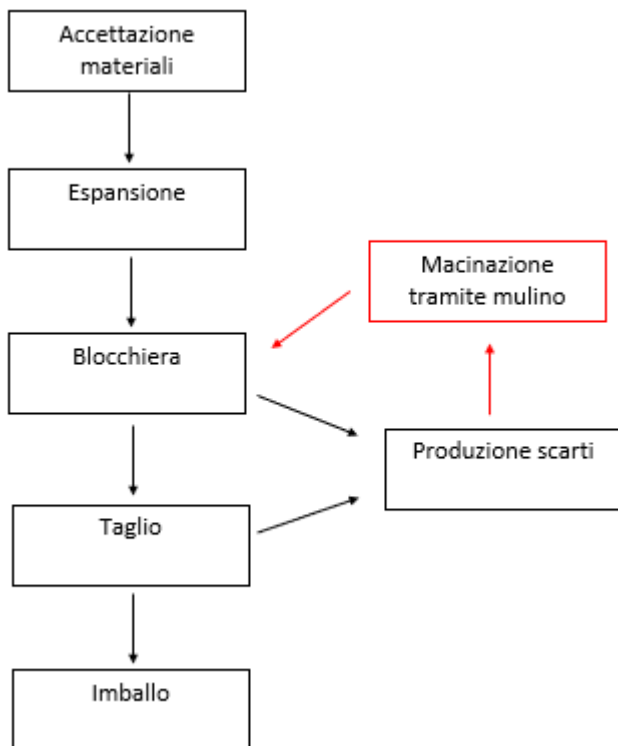 Accettazione
materiali
Espansione
Macinazione
tramite mulino
Blocchiera
Produzione scarti
Taglio
Imballo